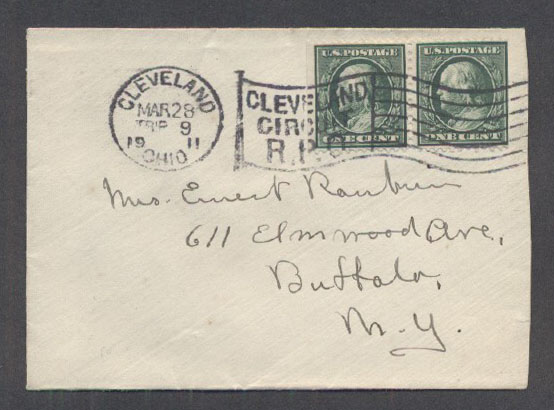 CLEVELAND
MAR 28
TRIP 9
19 11
OHIO
CLEVELAND
CIRC
R.P.O.
U.S. POSTAGE
ONE CENT
U.S. POSTAGE
ONE CENT
Mrs. Ernest
611 Elmwood Ave,
Buffalo,
N.Y.